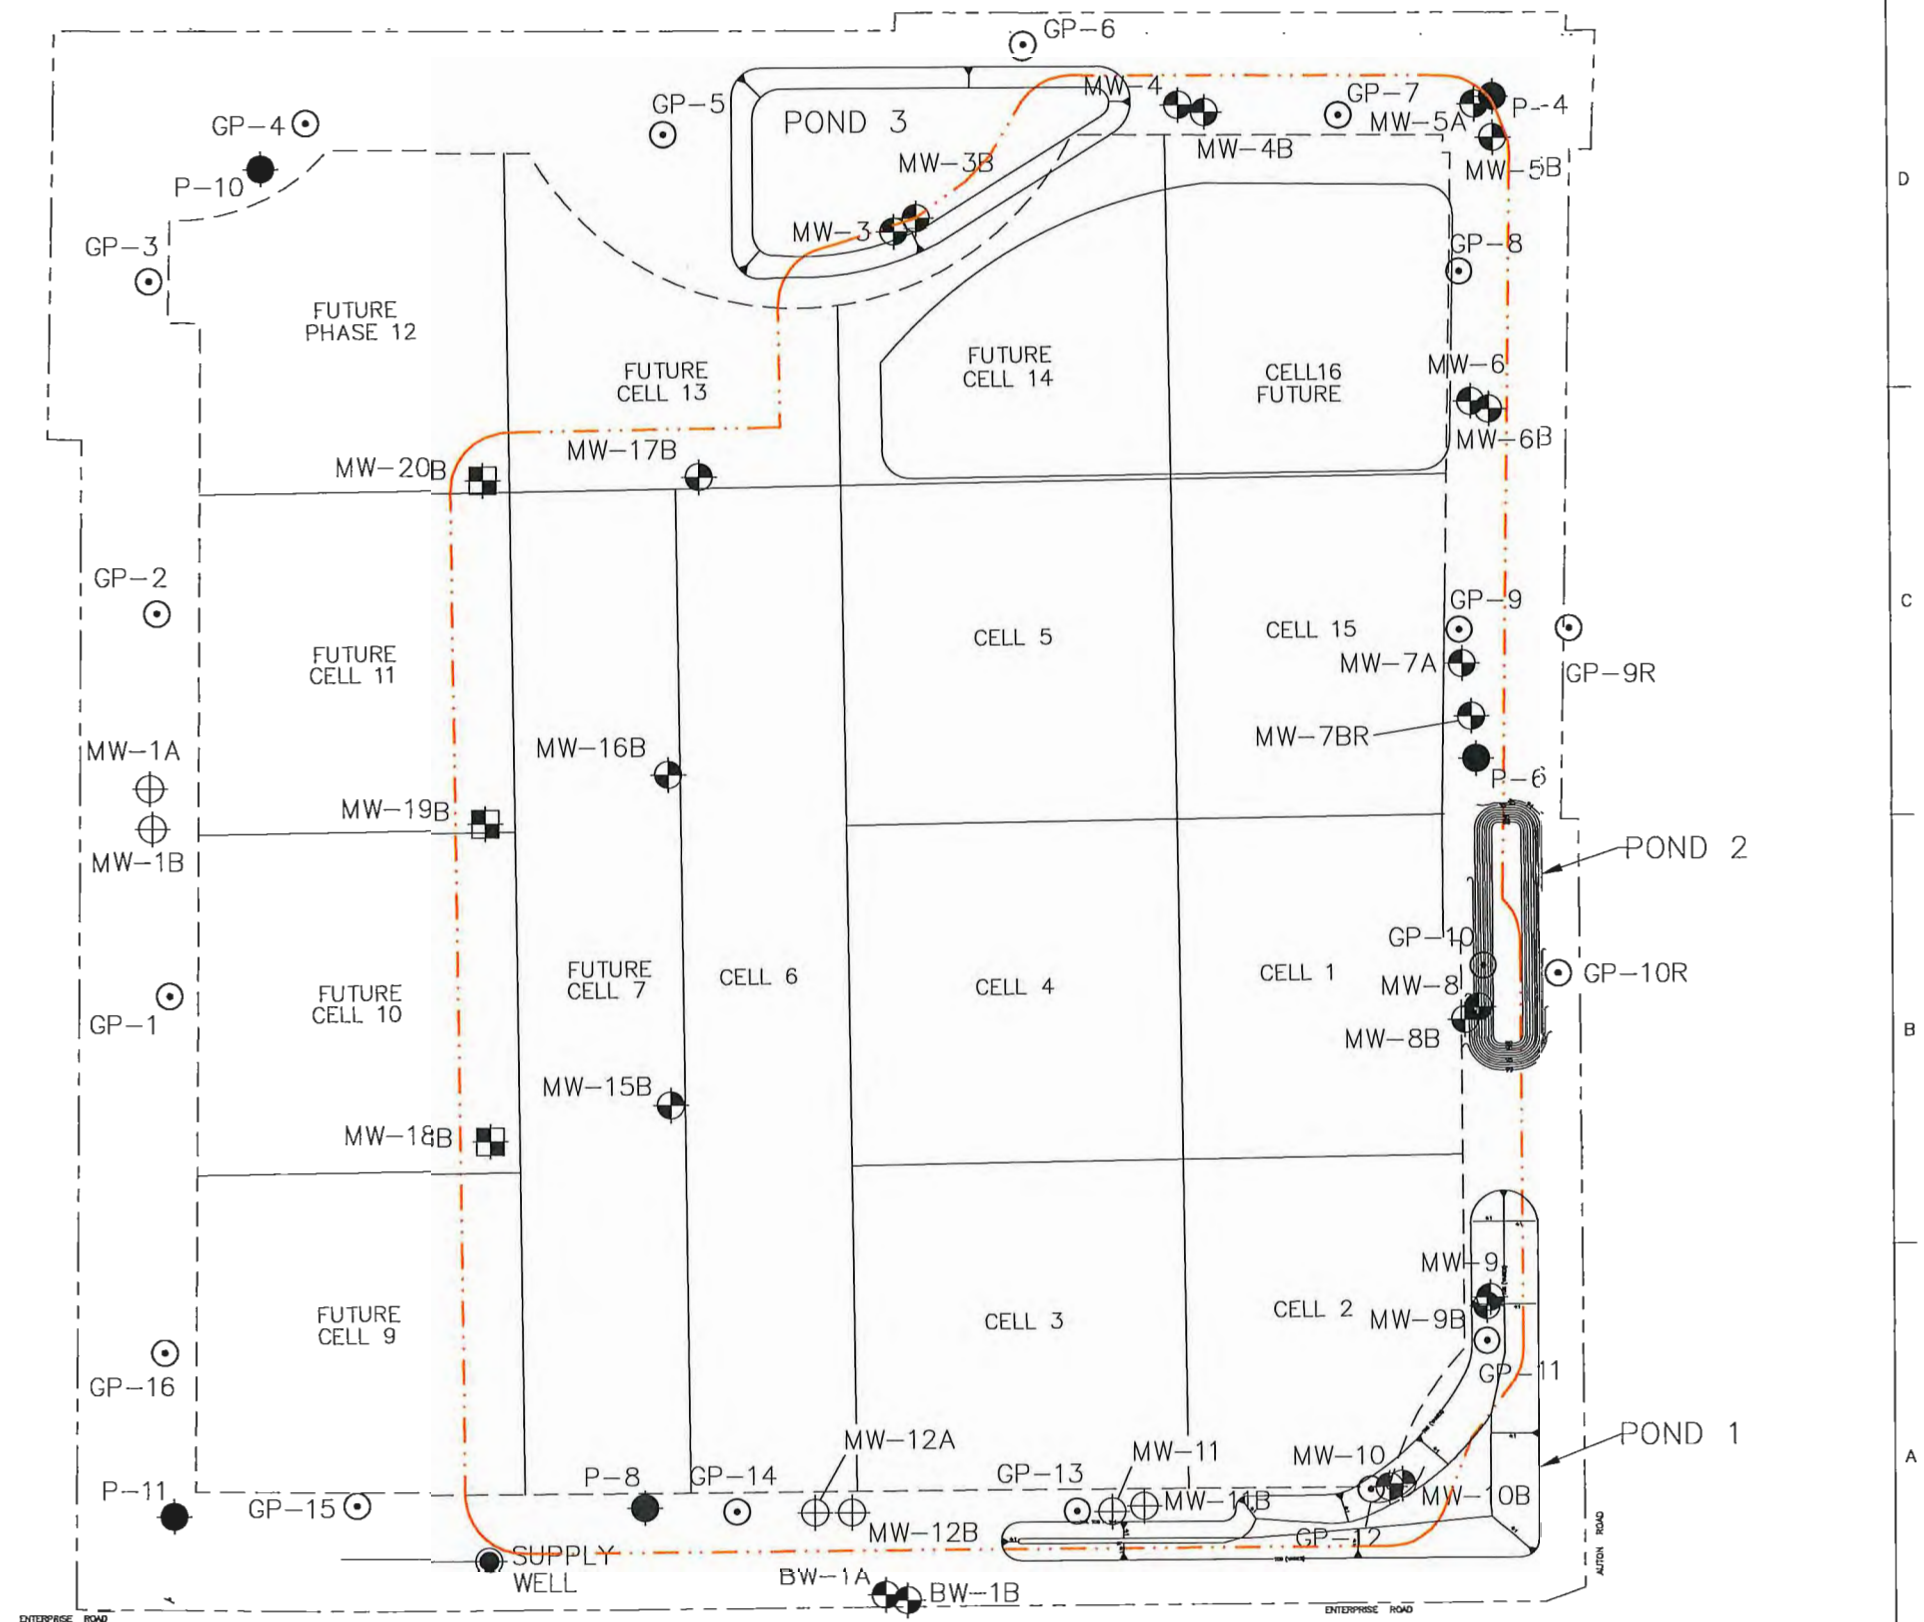 GP-6
MW-4
GP-5
GP-7
P-4
POND 3
GP-4
MW-5A
MW-4B
MW-3B
MW-5B
D
P-10
MW-3
GP-3
GP-8
FUTURE
PHASE 12
FUTURE
CELL 14
MW-6
FUTURE
CELL 13
CELL16
FUTURE
MW-6B
MW-17B
MW-20B
GP-2
GP-9
C
CELL 5
CELL 15
FUTURE
CELL 11
MW-7A
GP-9R
MW-1A
MW-16B
MW-7BR
P-6
MW-19B
MW-1B
POND 2
GP-10
FUTURE
CELL 7
CELL 6
CELL 4
CELL 1
GP-10R
MW-8
FUTURE
CELL 10
GP-1
MW-8B
B
MW-15B
MW-18B
MW-9
FUTURE
CELL 9
CELL 3
CELL 2
MW-9B
GP-16
GP-11
MW-12A
MW-11
POND 1
MW-10
A
P-11
P-8
GP-14
GP-13
GP-15
MW-11B
MW-10B
MW-12B
GP-12
SUPPLY
WELL
AUTON ROAD
BW-1A
BW-1B
ENTERPRISE ROAD
ENTERPRISE ROAD